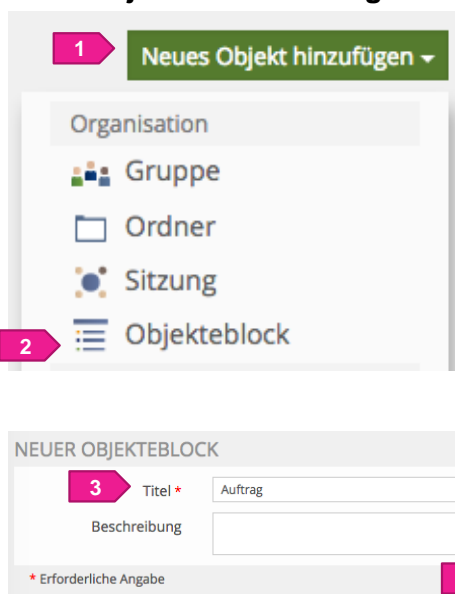 1
Neues Objekt hinzufügen
Organisation
Gruppe
Ordner
Sitzung
2 Objekteblock
NEUER OBJEKTEBLOCK
3 Titel * Auftrag
Beschreibung
* Erforderliche Angabe